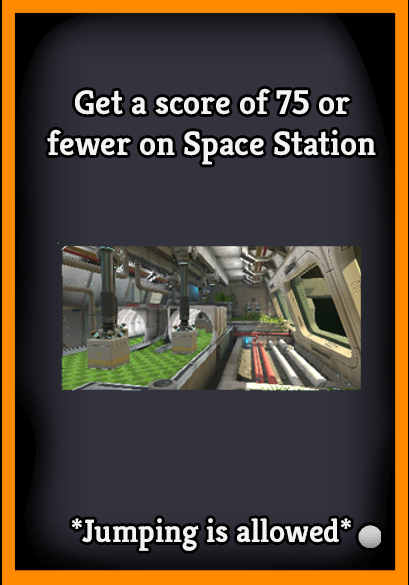 Get a score of 75 or
fewer on Space Station
*Jumping is allowed*